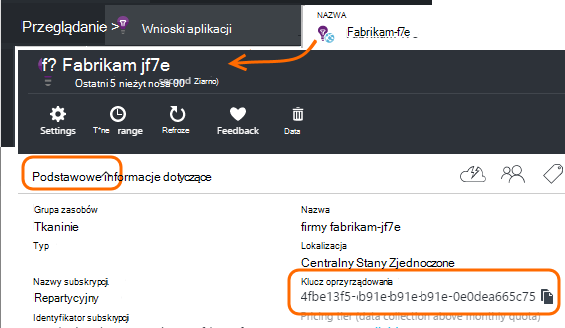 Przeglądanie >
Wnioski aplikacji
NAZWA
Fabrikam-f7e
f? Fabrikam jf7e
Ostatni 5 nieżyt nosa 00 second Ziarno)
Settings
T^ne range
Refroze
Feedback
Data
Podstawowe informacje dotyczące
Grupa zasobów
Tkaninie
Typ
Nazwa
firmy fabrikam-jf7e
Lokalizacja
Centralny Stany Zjednoczone
Nazwy subskrypcji.
Repartycyjny
Klucz oprzyrządowania
4fbe13f5-ib91e-b91e-b91e-0e0dea665c75
Identyfikator subskrypcji
Pricing tier (data collection above monthly quota)